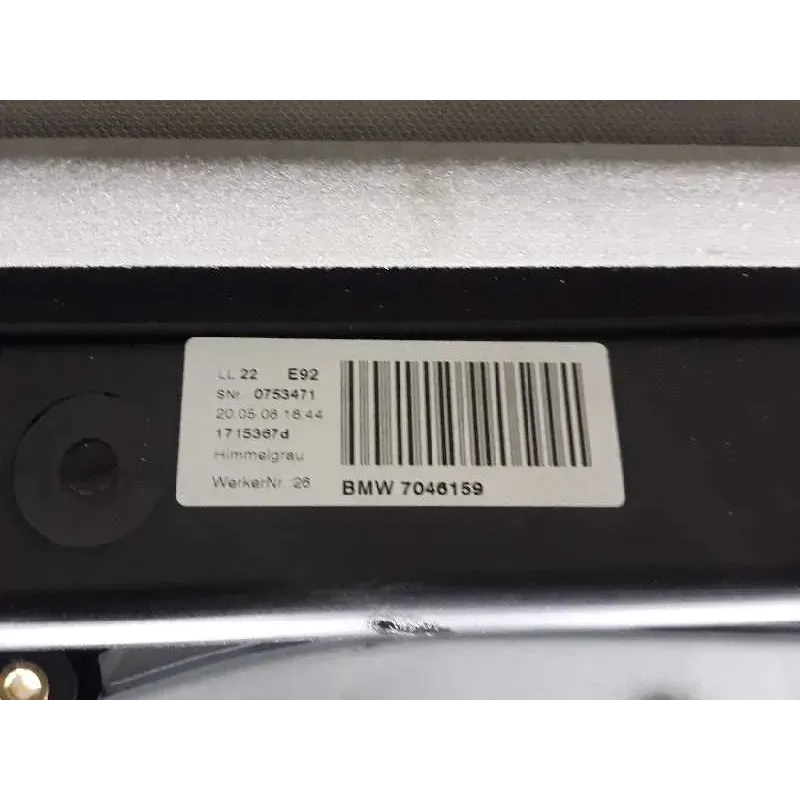 LL 22 E92
SNr. 0753471
20.05.08 16:44
1715367d
Himmelgrau
WerkerNr.:26
BMW 7046159